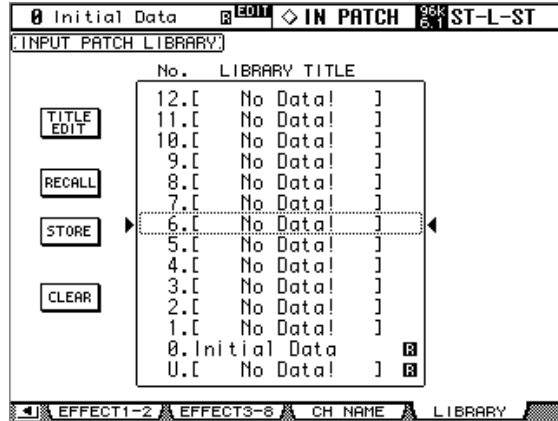 0 Initial Data R EDIT ◇ IN PATCH 96K 6.1 ST-L-ST
INPUT PATCH LIBRARY
No. LIBRARY TITLE
12.[ No Data! ]
11.[ No Data! ]
10.[ No Data! ]
9.[ No Data! ]
8.[ No Data! ]
7.[ No Data! ]
6.[ No Data! ]
5.[ No Data! ]
4.[ No Data! ]
3.[ No Data! ]
2.[ No Data! ]
1.[ No Data! ]
0.Initial Data R
U.[ No Data! ] R
TITLE
EDIT
RECALL
STORE
CLEAR
EFFECT1-2 EFFECT3-8 CH NAME LIBRARY